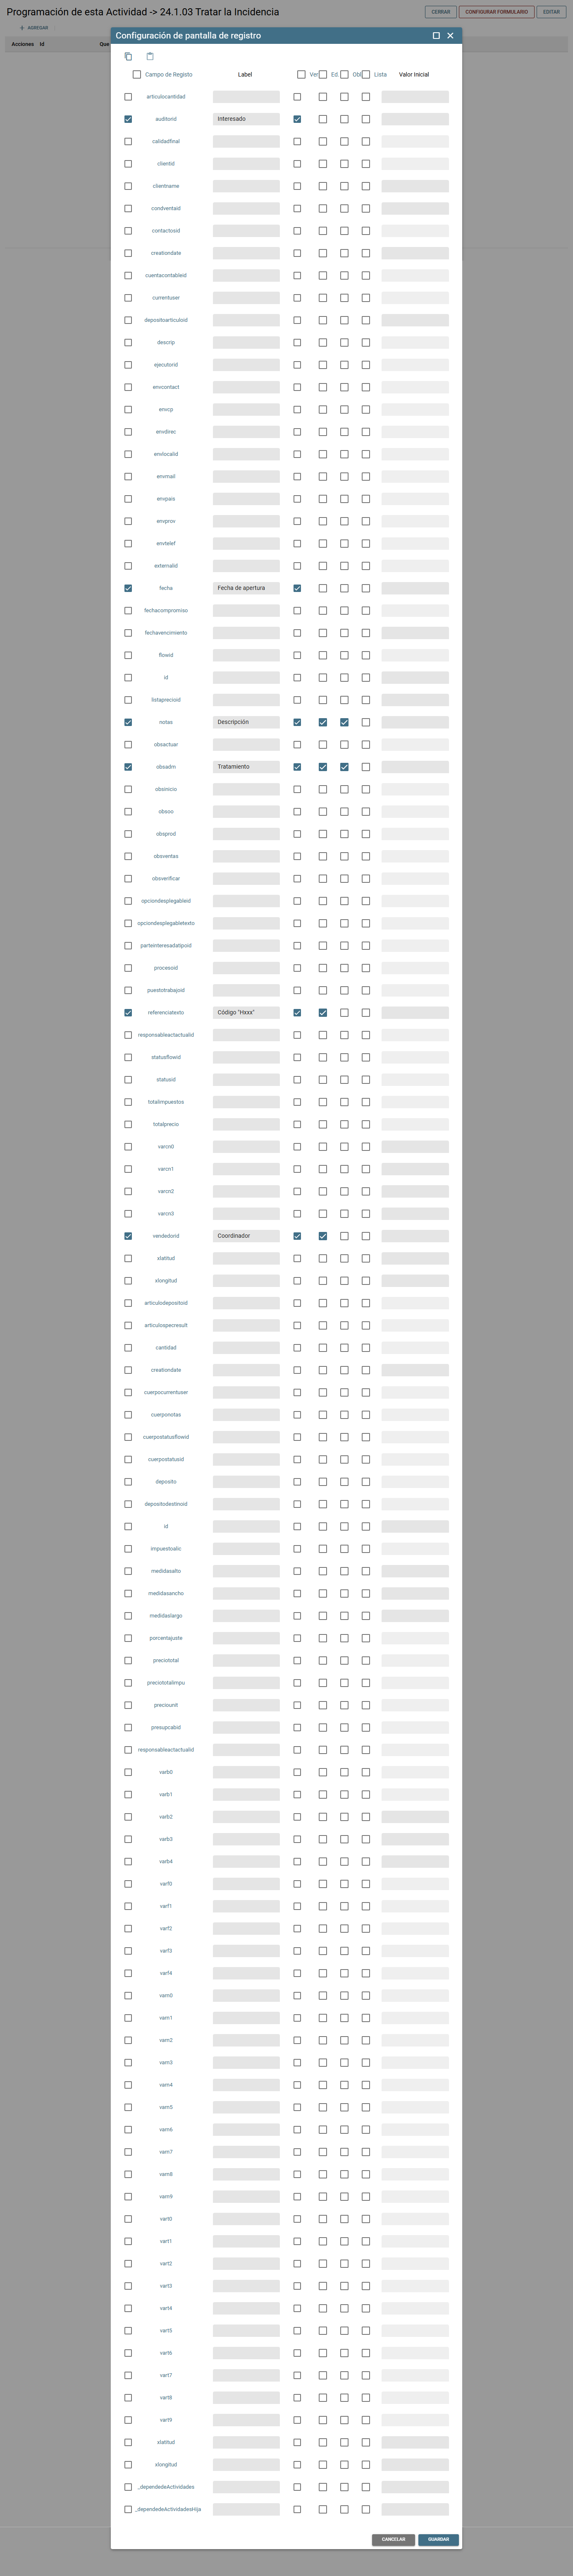 Programación de esta Actividad -> 24.1.03 Tratar la Incidencia
CERRAR CONFIGURAR FORMULARIO EDITAR
+ AGREGAR
Acciones Id Que
Configuración de pantalla de registro
Campo de Registro Label Ver Ed. Obl Lista Valor Inicial
articulocantidad
auditorid Interesado
calidadfinal
clientid
clientname
condventaid
contactosid
creationdate
cuentacontableid
currentuser
depositoarticuloid
descrip
ejecutorid
envcontact
envcp
envdirec
envlocalid
envmail
envpais
envprov
envtelef
externalid
fecha Fecha de apertura
fechacompromiso
fechavencimiento
flowid
id
listaprecioid
notas Descripción
obsactuar
obsadm Tratamiento
obsinicio
obsoo
obsprod
obsventas
obsverificar
opciondesplegableid
opciondesplegabletexto
parteinteresadatipoid
procesoid
puestotrabajoid
referenciatexto Código "Hxxx"
responsableactactualid
statusflowid
statusid
totalimpuestos
totalprecio
varcn0
varcn1
varcn2
varcn3
vendedorid Coordinador
xlatitud
xlongitud
articulodepositoid
articulospecresult
cantidad
creationdate
cuerpocurrentuser
cuerponotas
cuerpostatusflowid
cuerpostatusid
deposito
depositodestinoid
id
impuestoalic
medidasalto
medidasancho
medidaslargo
porcentajuste
preciototal
preciototalimpu
preciounit
presupcabid
responsableactactualid
varb0
varb1
varb2
varb3
varb4
varf0
varf1
varf2
varf3
varf4
varn0
varn1
varn2
varn3
varn4
varn5
varn6
varn7
varn8
varn9
vart0
vart1
vart2
vart3
vart4
vart5
vart6
vart7
vart8
vart9
xlatitud
xlongitud
_dependedeActividades
_dependedeActividadesHija
CANCELAR GUARDAR